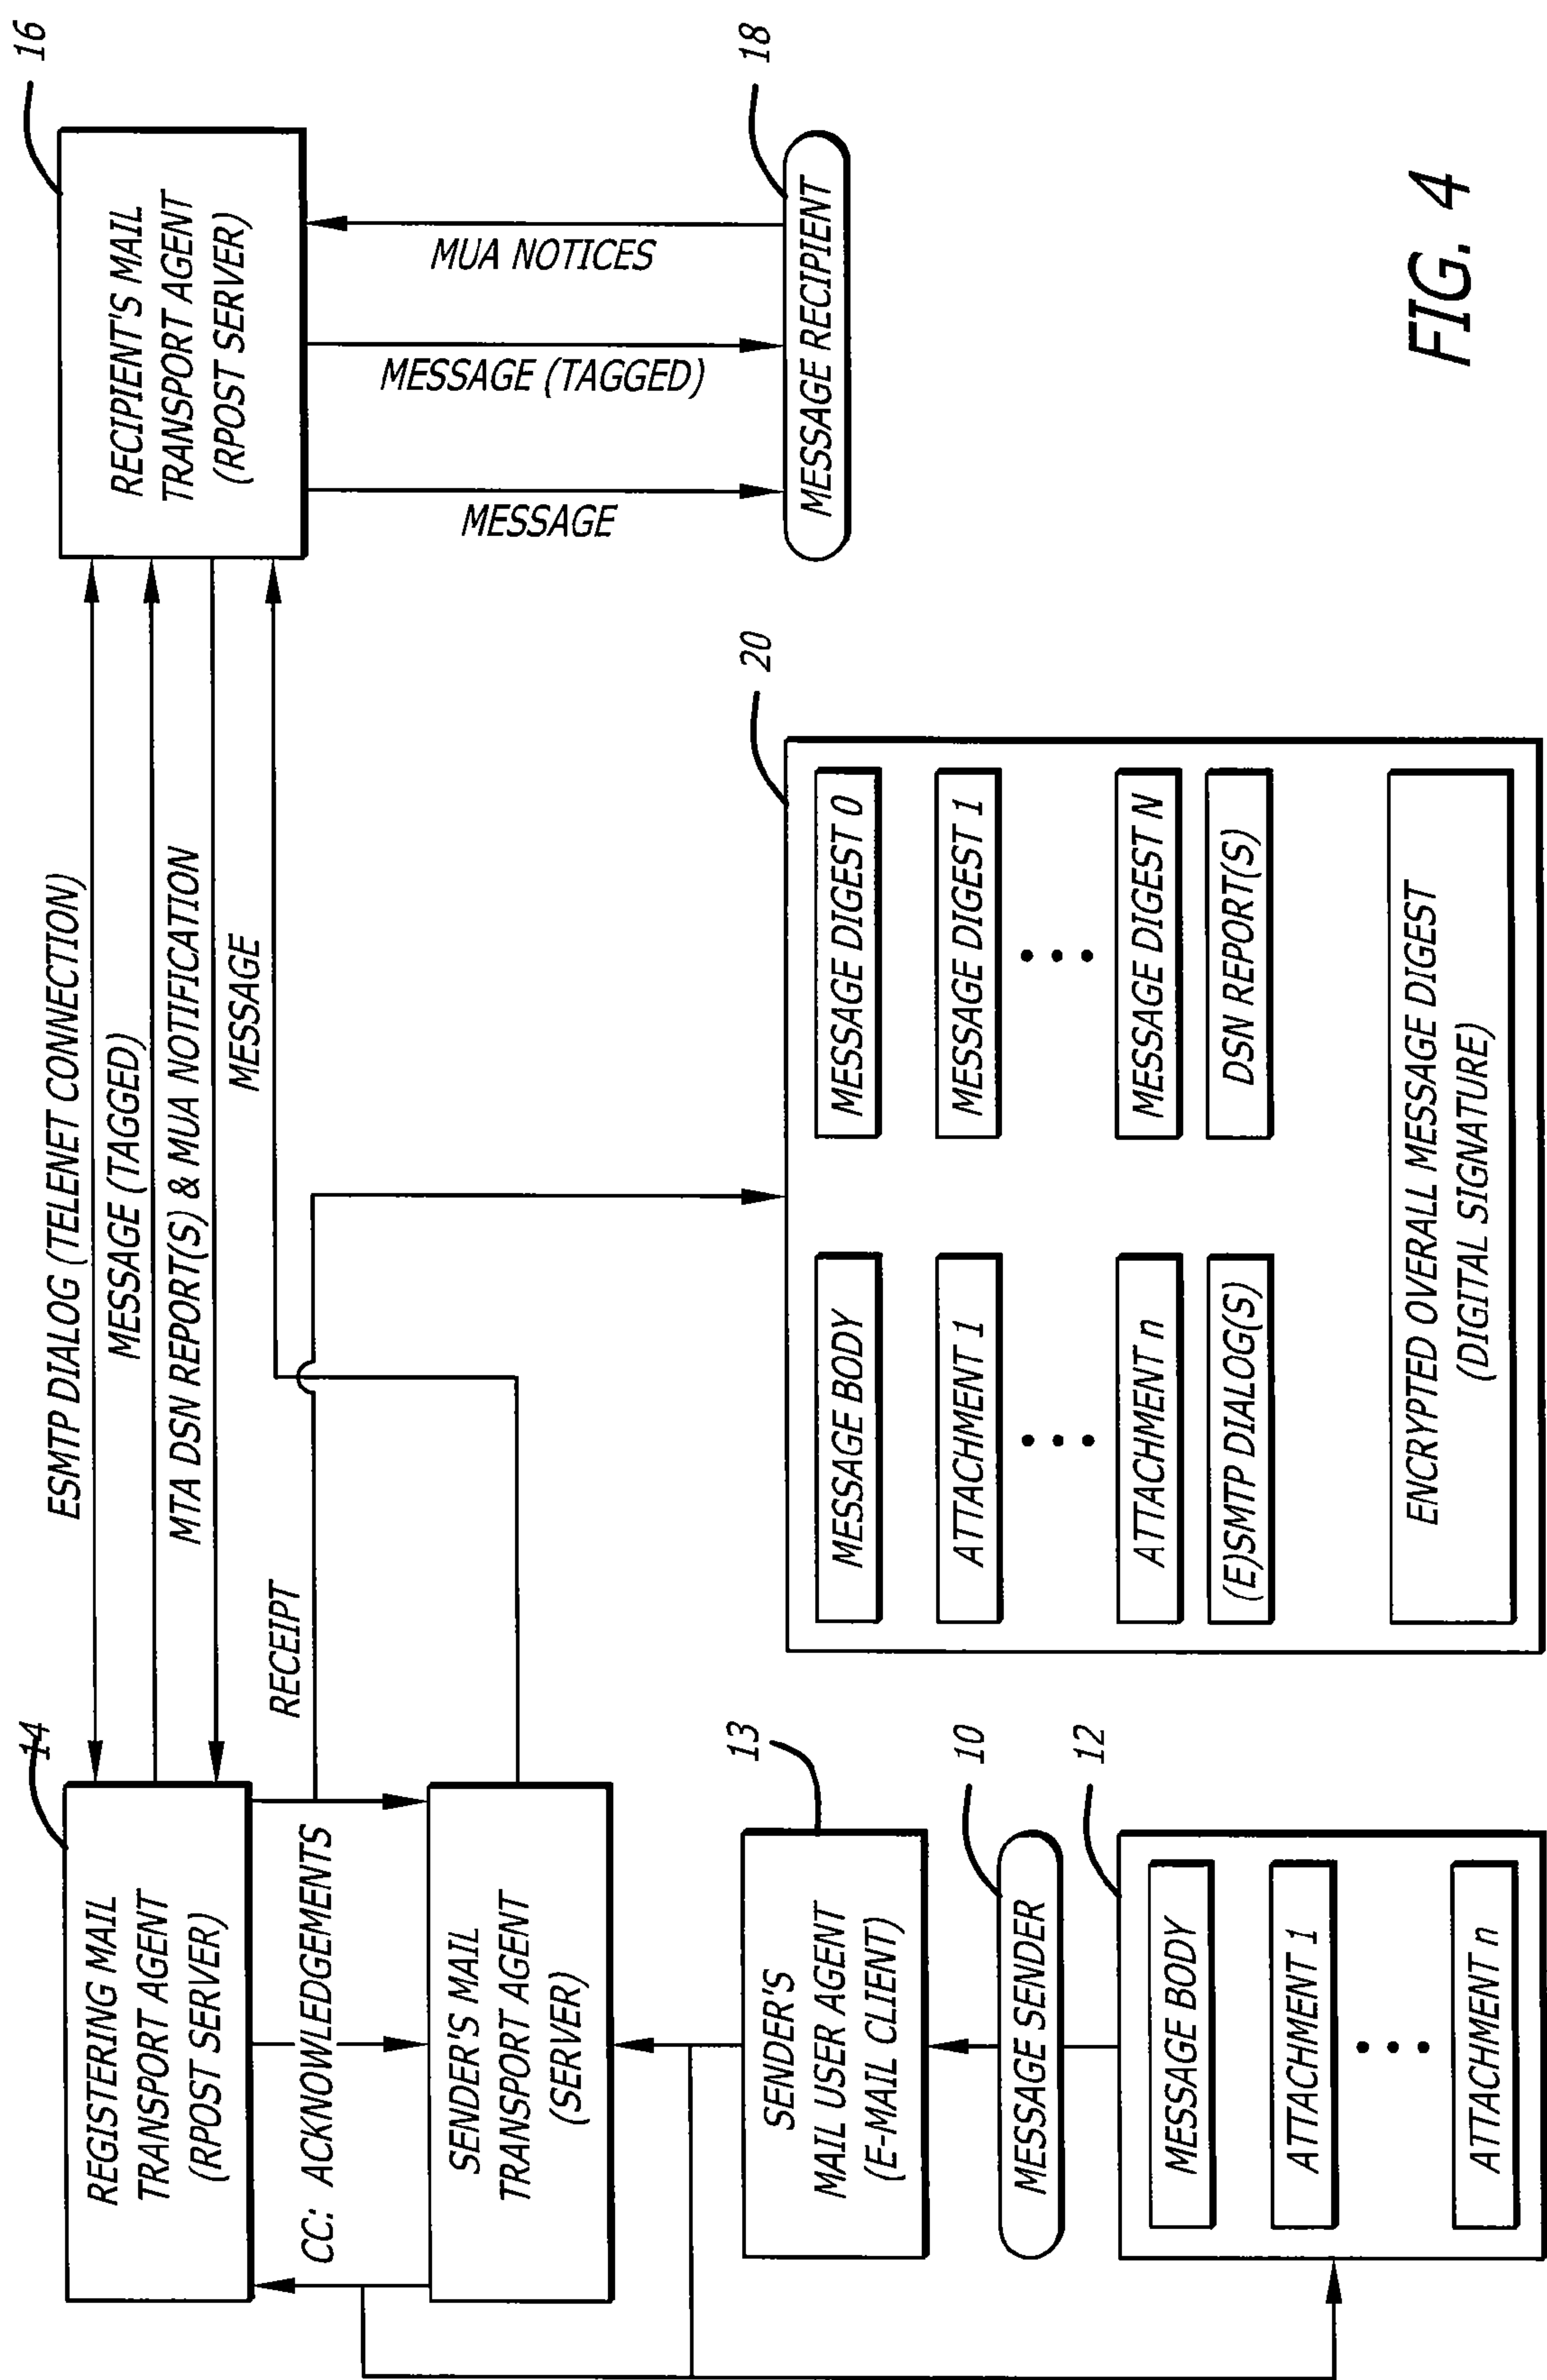 14
REGISTERING MAIL
TRANSPORT AGENT
(RPOST SERVER)
ESMTP DIALOG (TELENET CONNECTION)
MESSAGE (TAGGED)
MTA DSN REPORT(S) & MUA NOTIFICATION
MESSAGE
16
RECIPIENT'S MAIL
TRANSPORT AGENT
(RPOST SERVER)
CC: ACKNOWLEDGEMENTS
RECEIPT
SENDER'S MAIL
TRANSPORT AGENT
(SERVER)
MESSAGE
MESSAGE (TAGGED)
MUA NOTICES
18
MESSAGE RECIPIENT
13
SENDER'S
MAIL USER AGENT
(E-MAIL CLIENT)
10
MESSAGE SENDER
12
MESSAGE BODY
ATTACHMENT 1
ATTACHMENT n
20
MESSAGE BODY
MESSAGE DIGEST 0
ATTACHMENT 1
MESSAGE DIGEST 1
ATTACHMENT n
MESSAGE DIGEST N
(E)SMTP DIALOG(S)
DSN REPORT(S)
ENCRYPTED OVERALL MESSAGE DIGEST
(DIGITAL SIGNATURE)
FIG. 4